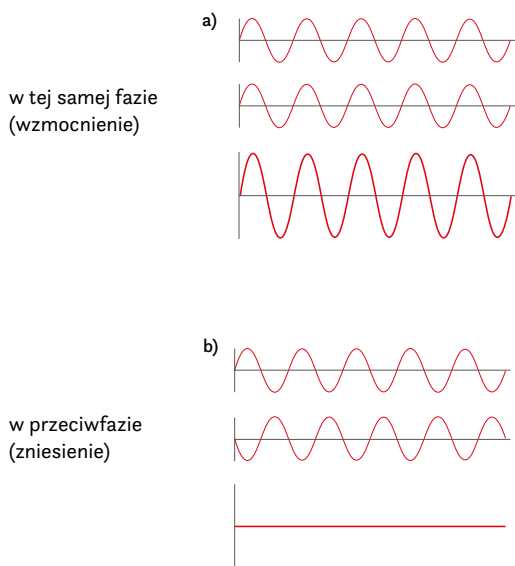 a)
w tej samej fazie
(wzmocnienie)
b)
w przeciwfazie
(zniesienie)